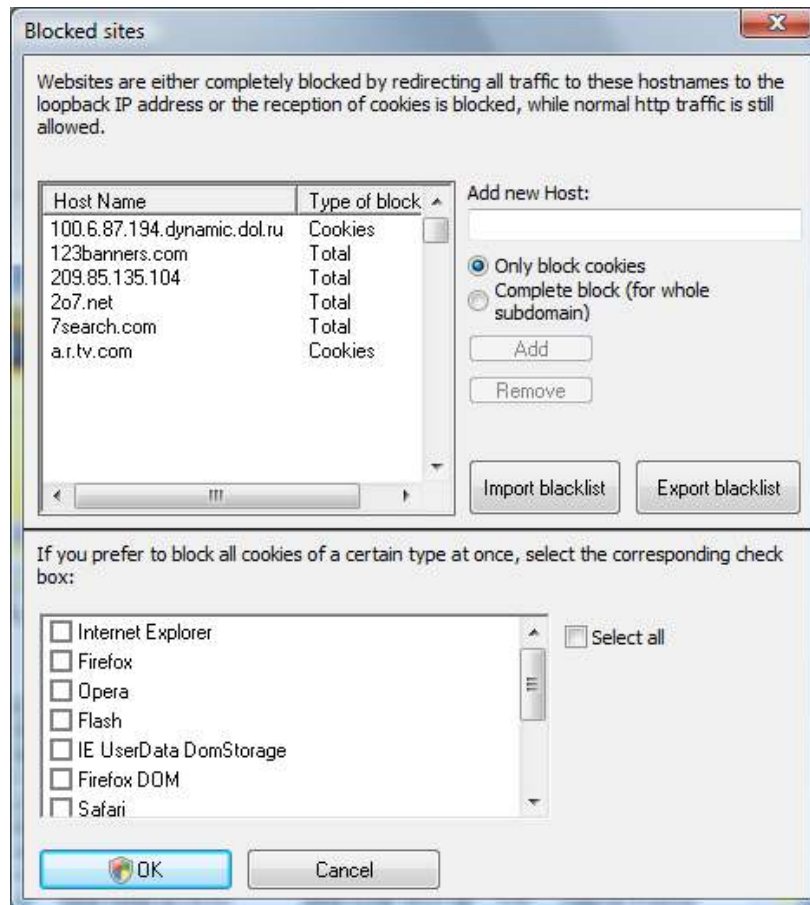 Blocked sites
Websites are either completely blocked by redirecting all traffic to these hostnames to the
loopback IP address or the reception of cookies is blocked, while normal http traffic is still
allowed.
Host Name Type of block
100.6.87.194.dynamic.dol.ru Cookies
123banners.com Total
209.85.135.104 Total
2o7.net Total
7search.com Total
a.r.tv.com Cookies
Add new Host:
Only block cookies
Complete block (for whole
subdomain)
Add
Remove
Import blacklist Export blacklist
If you prefer to block all cookies of a certain type at once, select the corresponding check
box:
Internet Explorer
Firefox
Opera
Flash
IE UserData DomStorage
Firefox DOM
Safari
Select all
OK Cancel